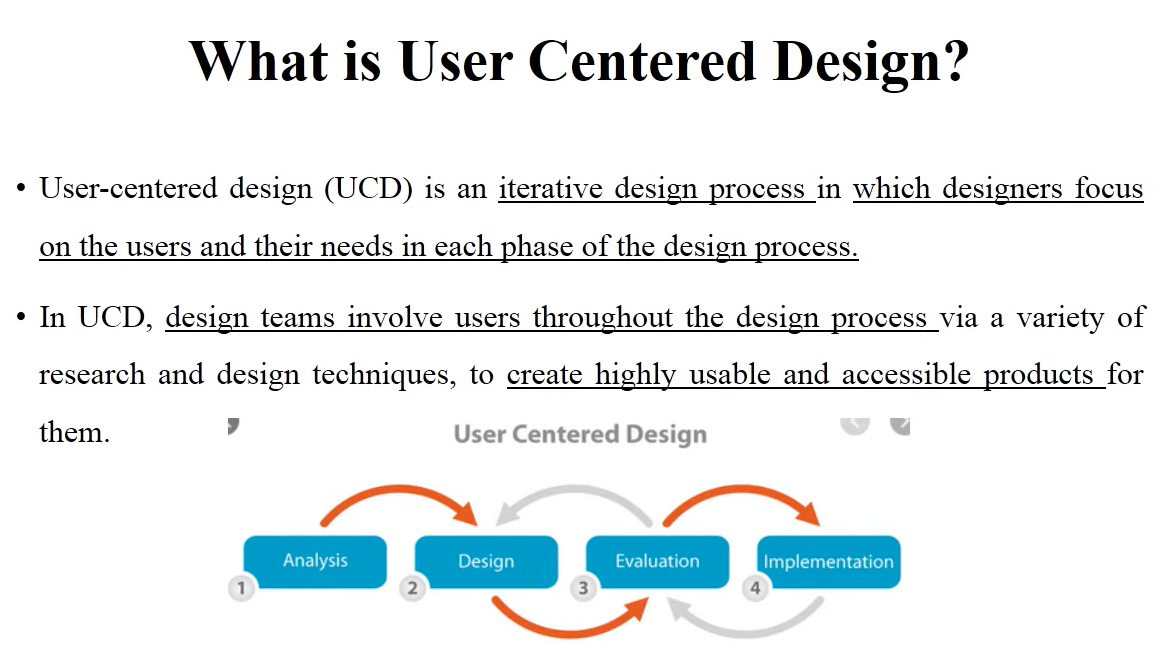 What is User Centered Design?
• User-centered design (UCD) is an iterative design process in which designers focus
on the users and their needs in each phase of the design process.
• In UCD, design teams involve users throughout the design process via a variety of
research and design techniques, to create highly usable and accessible products for
them.
User Centered Design
Analysis
Design
Evaluation
Implementation
1
2
3
4